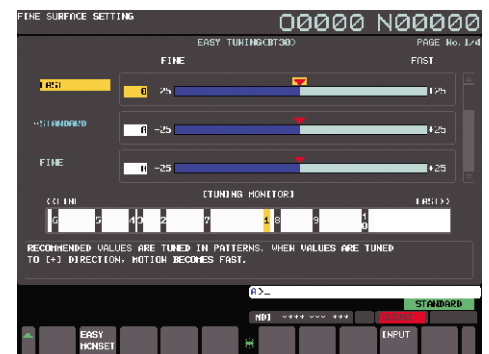 FINE SURFACE SETTING
O0000 N00000
EASY TUNING(BT30)
PAGE No. 1/4
FINE
FAST
FAST
0 -25 +25
STANDARD
0 -25 +25
FINE
0 -25 +25
[TUNING MONITOR]
<<FINE
FAST>>
6 5 4 3 2 7 1 8 9 10
RECOMMENDED VALUES ARE TUNED IN PATTERNS. WHEN VALUES ARE TUNED
TO [+] DIRECTION, MOTION BECOMES FAST.
A>_
STANDARD
MDI **** *** ***
EASY
MCNSET
INPUT